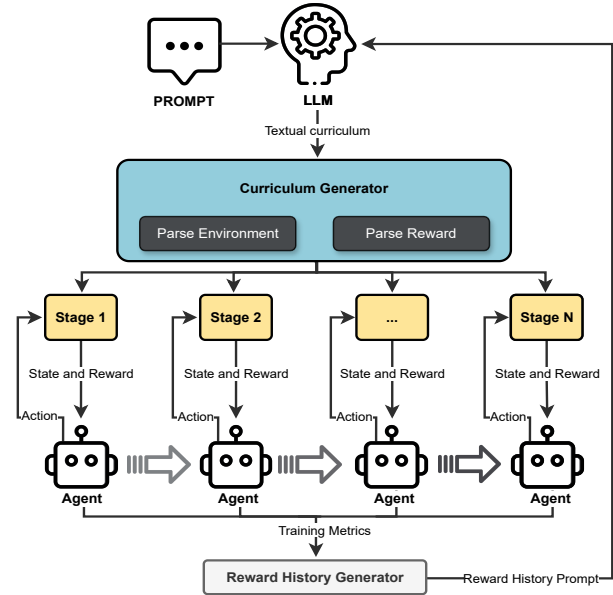 PROMPT
LLM
Textual curriculum
Curriculum Generator
Parse Environment
Parse Reward
Stage 1
Stage 2
...
Stage N
State and Reward
State and Reward
State and Reward
State and Reward
Action
Action
Action
Action
Agent
Agent
Agent
Agent
Training Metrics
Reward History Generator
Reward History Prompt